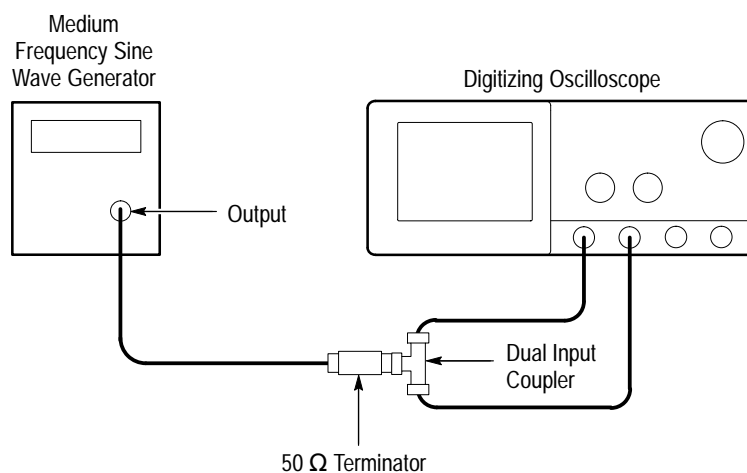 Medium
Frequency Sine
Wave Generator
Digitizing Oscilloscope
Output
Dual Input
Coupler
50 Ω Terminator